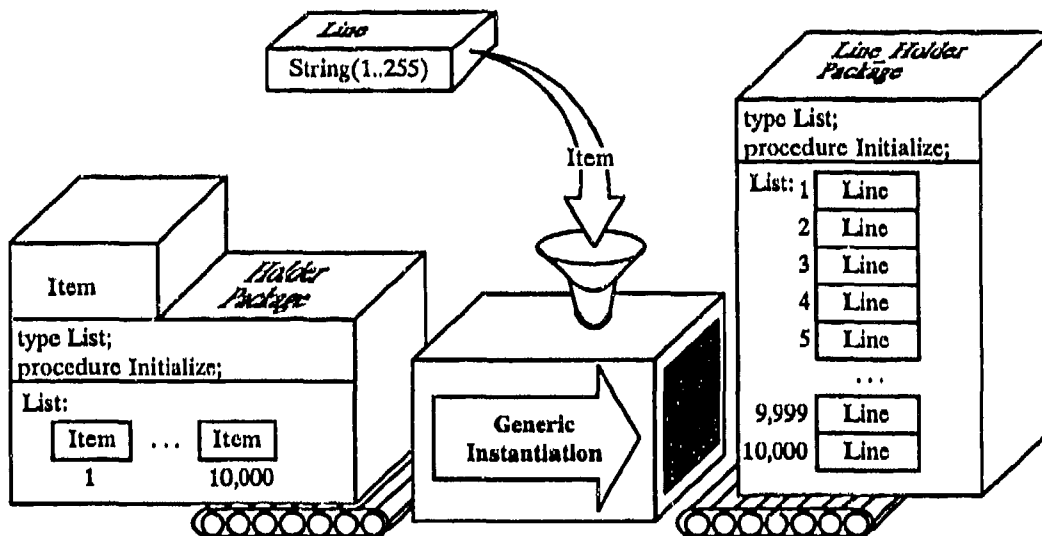 Line
String(1..255)
Item
Item
Holder
Package
type List;
procedure Initialize;
List:
Item ... Item
1 10,000
Generic
Instantiation
Line_Holder
Package
type List;
procedure Initialize;
List: 1 Line
2 Line
3 Line
4 Line
5 Line
...
9,999 Line
10,000 Line